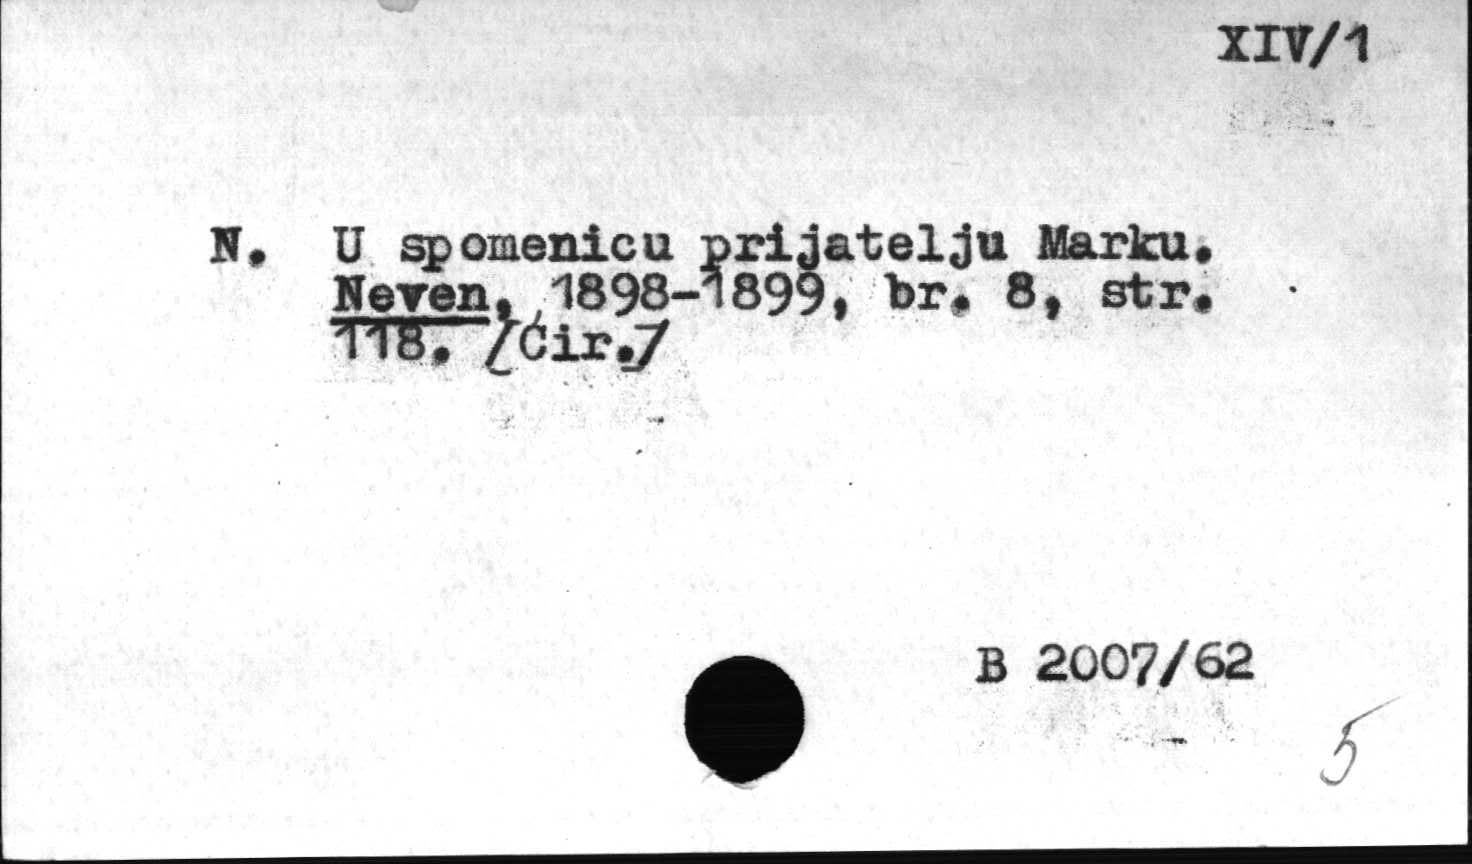 XIV/1
N. U spomenicu prijatelju Marku.
Neven, 1898-1899, br. 8, str.
118. [Ćir.]
B 2007/62
5